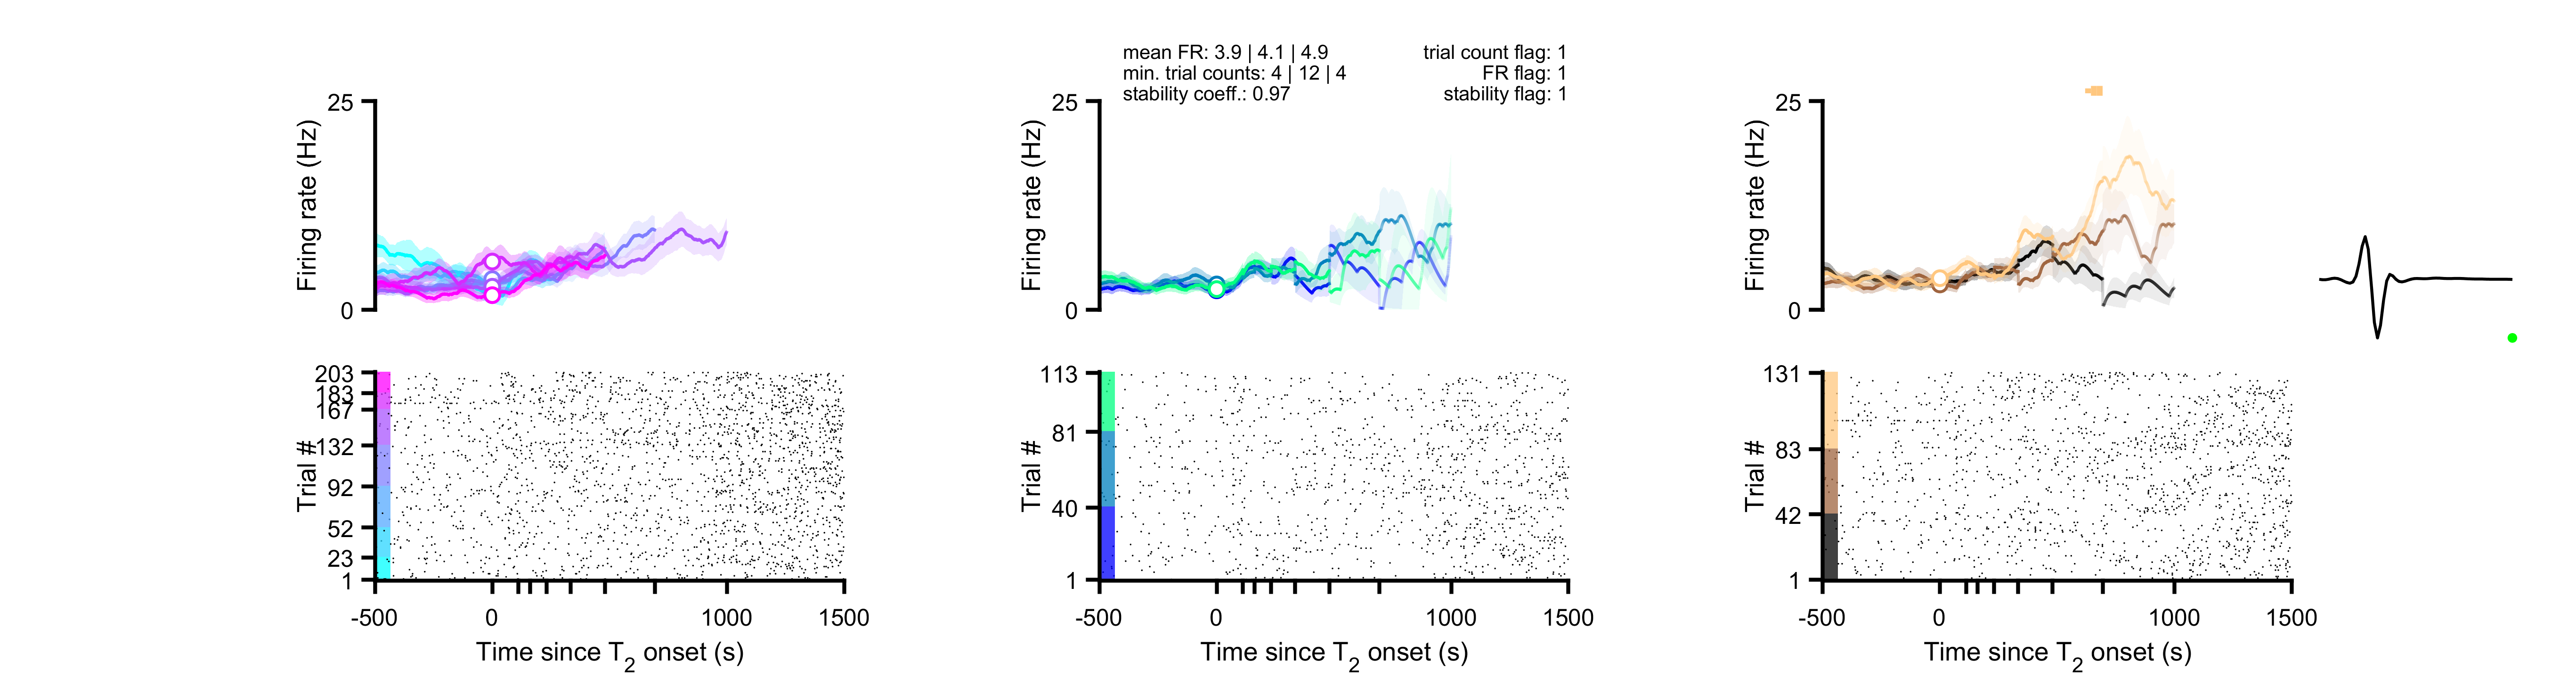 mean FR: 3.9 | 4.1 | 4.9
min. trial counts: 4 | 12 | 4
stability coeff.: 0.97
trial count flag: 1
FR flag: 1
stability flag: 1
25
Firing rate (Hz)
0
25
Firing rate (Hz)
0
25
Firing rate (Hz)
0
203
183
167
132
92
52
23
1
Trial #
-500
0
1000
1500
Time since T2 onset (s)
113
81
40
1
Trial #
-500
0
1000
1500
Time since T2 onset (s)
131
83
42
1
Trial #
-500
0
1000
1500
Time since T2 onset (s)